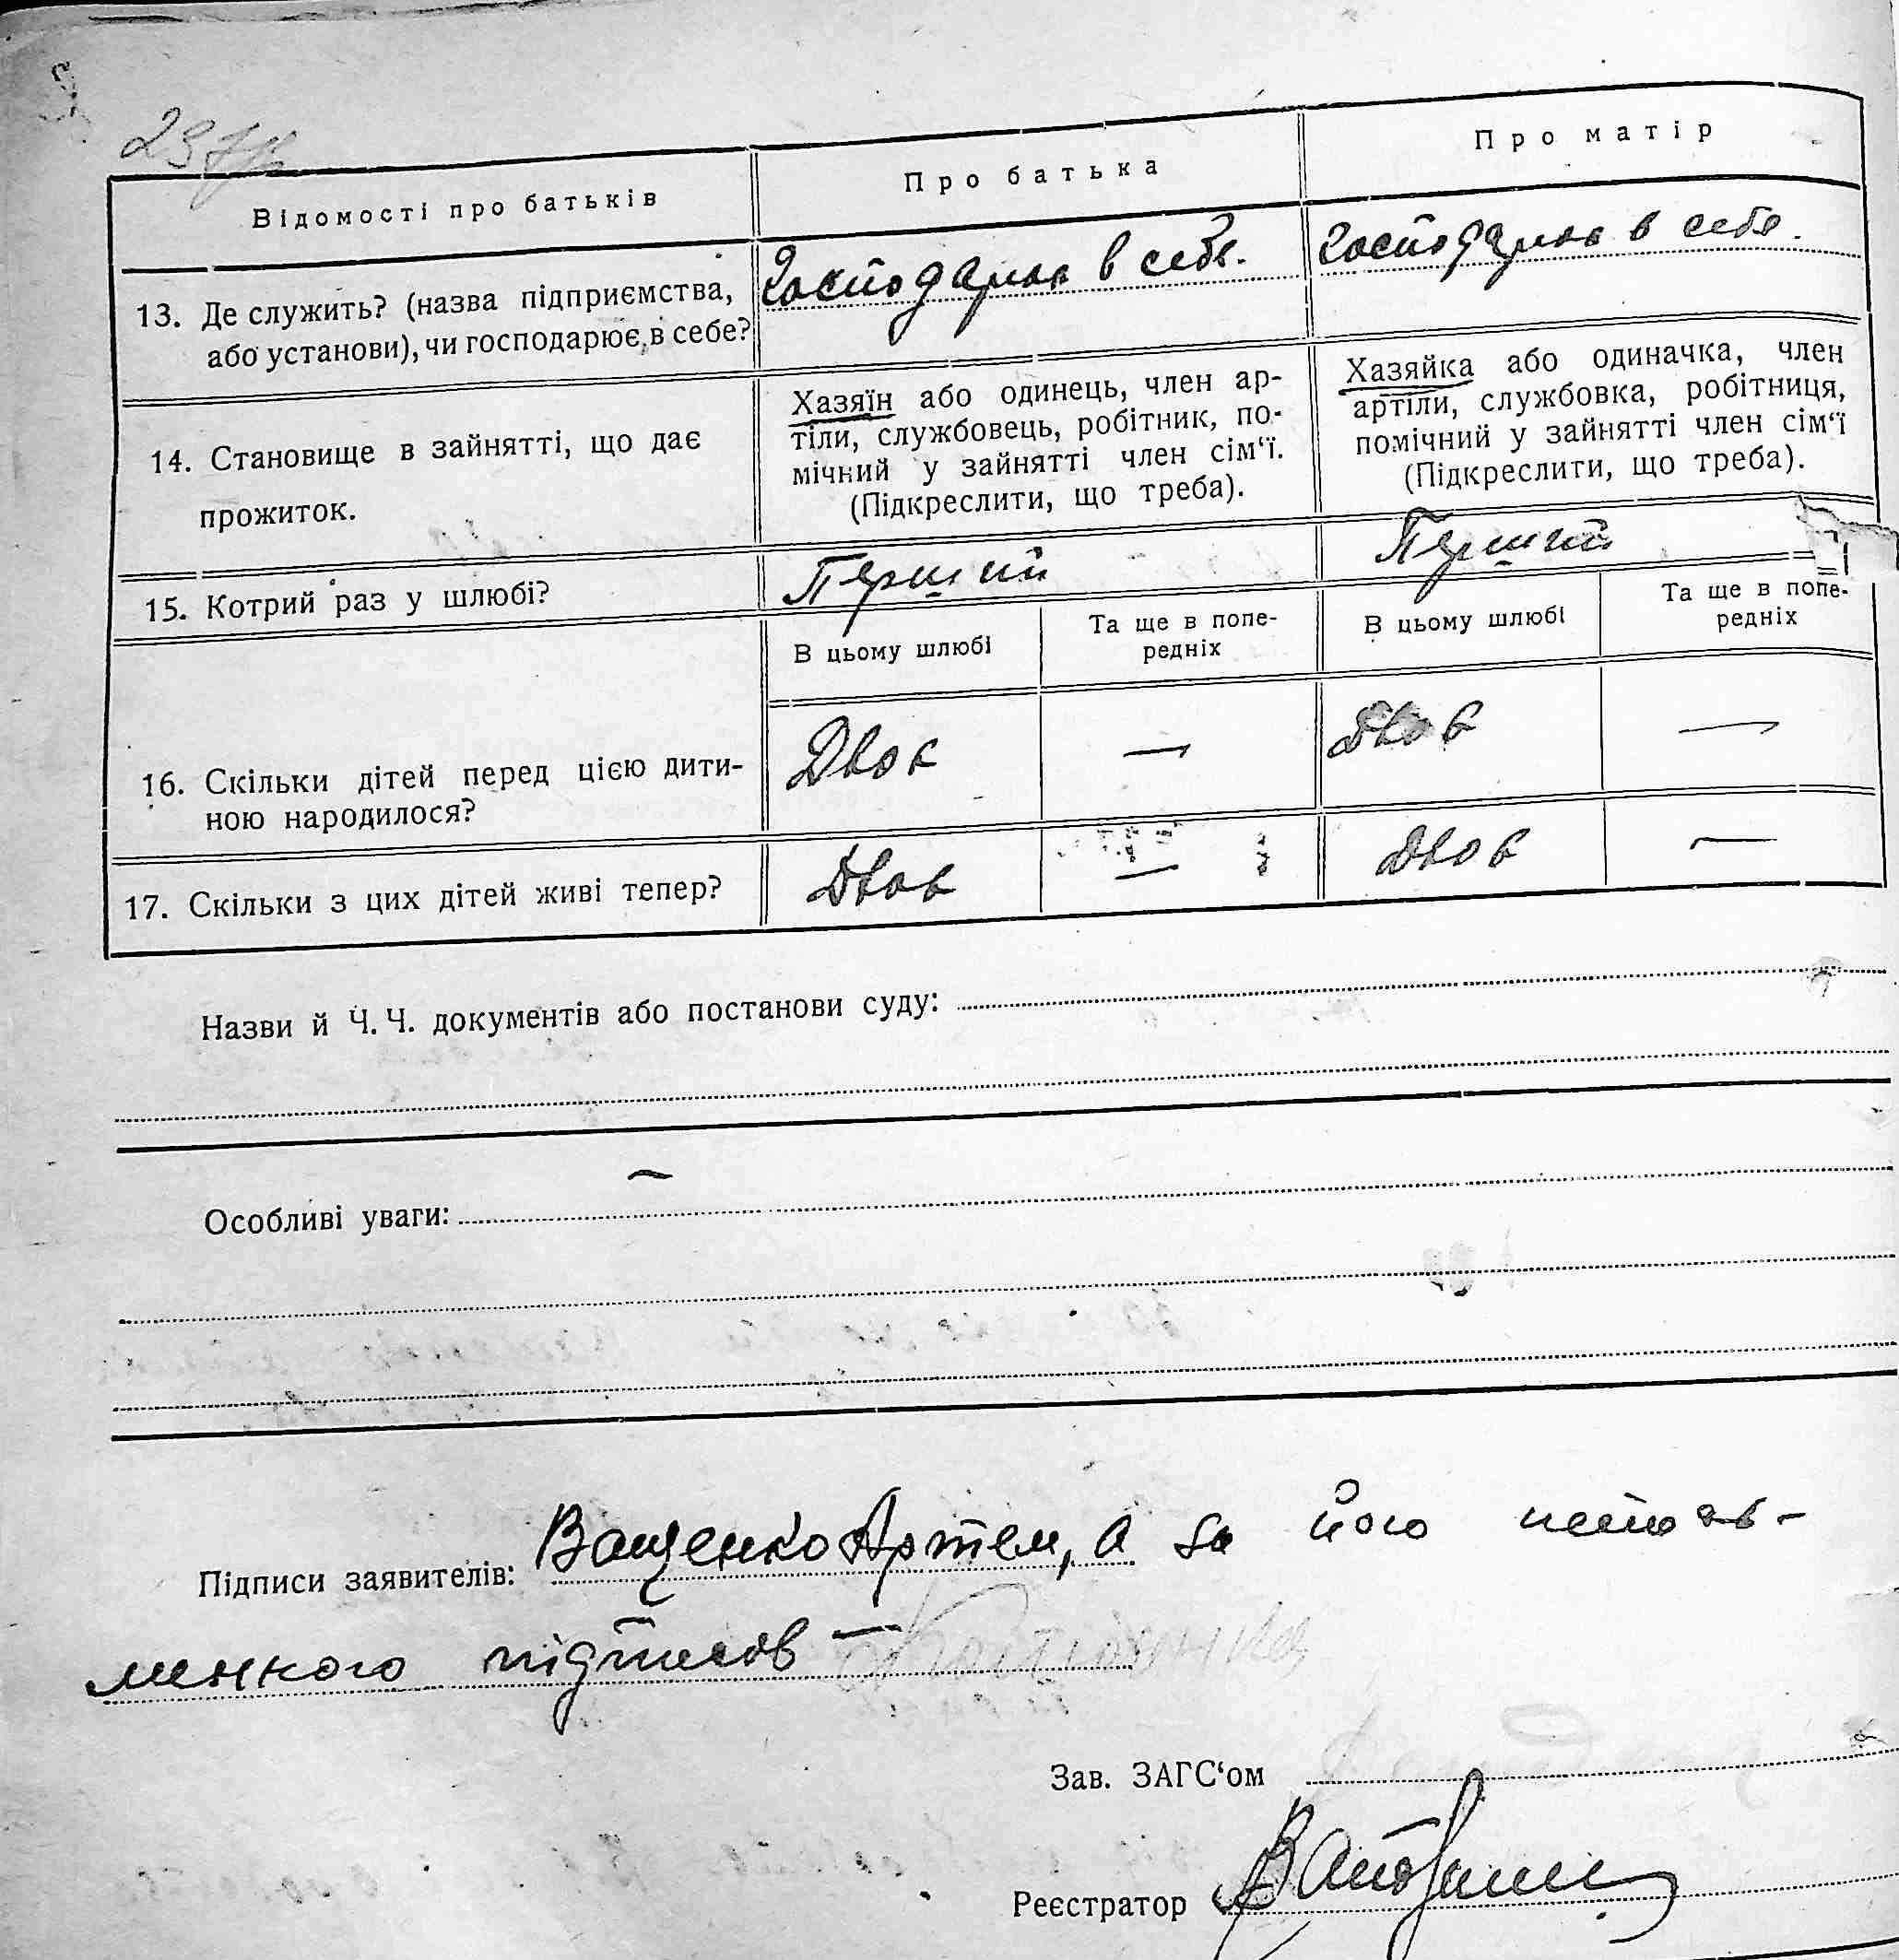 Відомості про батьків
Про батька
Про матір
13. Де служить? (назва підприємства,
або установи), чи господарює в себе?
Господарює в себе.
господарює в себе.
14. Становище в зайнятті, що дає
прожиток.
Хазяїн або одинець, член ар-
тіли, службовець, робітник, по-
мічний у зайнятті член сім‘ї.
(Підкреслити, що треба).
Хазяйка або одиначка, член
артіли, службовка, робітниця,
помічний у зайнятті член сім‘ї
(Підкреслити, що треба).
15. Котрий раз у шлюбі?
Перший
Перший
В цьому шлюбі
Та ще в попе-
редніх
В цьому шлюбі
Та ще в попе-
редніх
16. Скільки дітей перед цією дити-
ною народилося?
Двоє
—
Двоє
—
17. Скільки з цих дітей живі тепер?
Двоє
—
Двоє
—
Назви й Ч. Ч. документів або постанови суду:
Особливі уваги: —
Підписи заявителів: Ващенко Артем, а за його непись-
менного підписав —
Зав. ЗАГС‘ом
Реєстратор